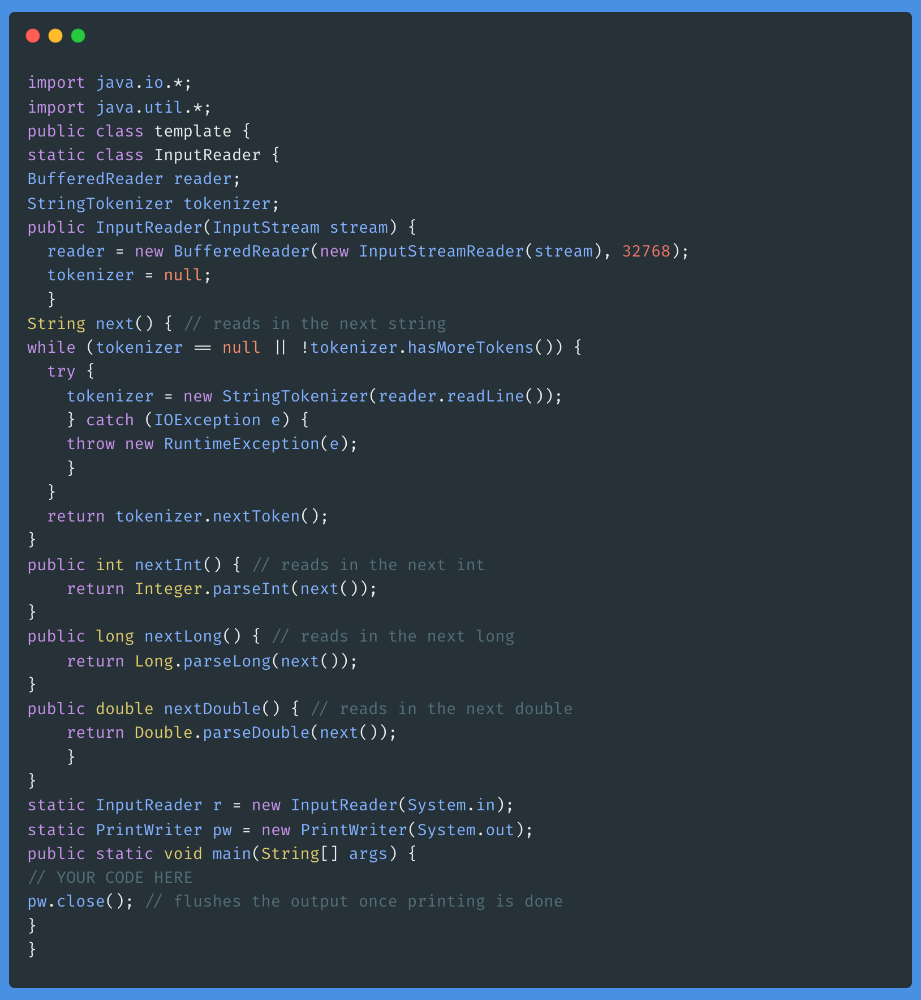 import java.io.*;
import java.util.*;
public class template {
static class InputReader {
BufferedReader reader;
StringTokenizer tokenizer;
public InputReader(InputStream stream) {
  reader = new BufferedReader(new InputStreamReader(stream), 32768);
  tokenizer = null;
  }
String next() { // reads in the next string
while (tokenizer == null || !tokenizer.hasMoreTokens()) {
  try {
    tokenizer = new StringTokenizer(reader.readLine());
    } catch (IOException e) {
    throw new RuntimeException(e);
    }
  }
  return tokenizer.nextToken();
}
public int nextInt() { // reads in the next int
    return Integer.parseInt(next());
}
public long nextLong() { // reads in the next long
    return Long.parseLong(next());
}
public double nextDouble() { // reads in the next double
    return Double.parseDouble(next());
    }
}
static InputReader r = new InputReader(System.in);
static PrintWriter pw = new PrintWriter(System.out);
public static void main(String[] args) {
// YOUR CODE HERE
pw.close(); // flushes the output once printing is done
}
}